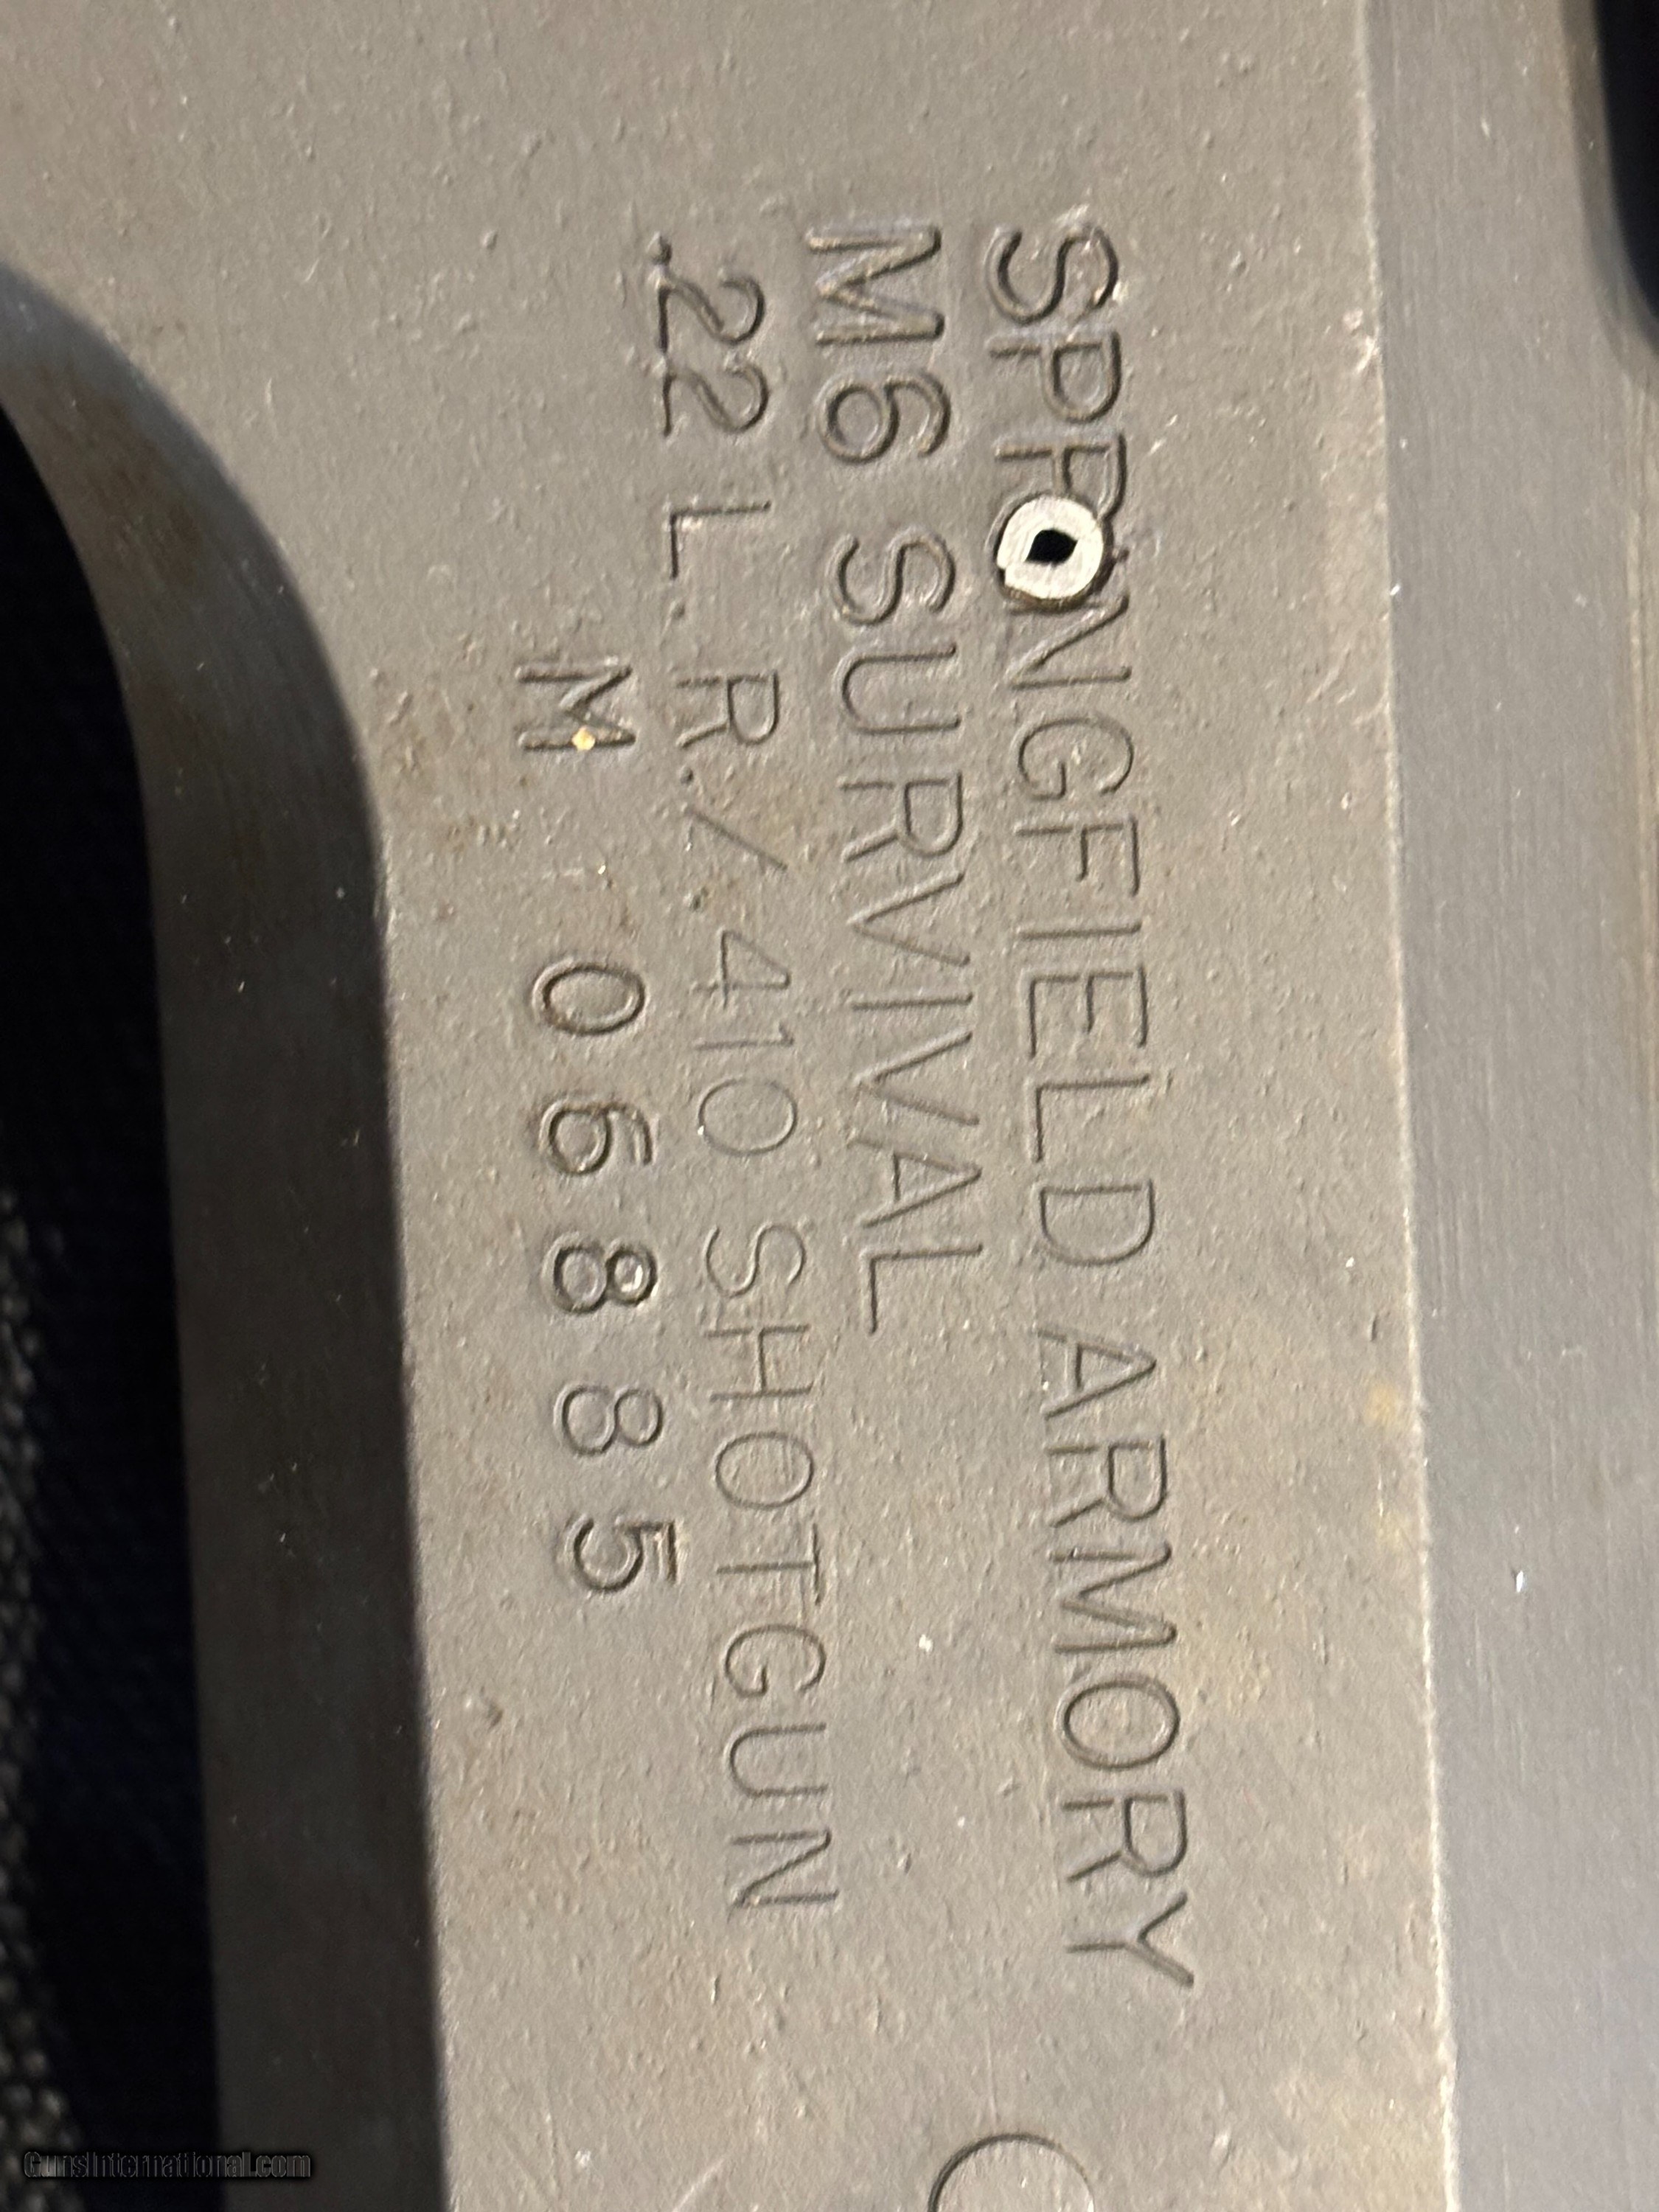 SPRINGFIELD ARMORY
M6 SURVIVAL
.22 L.R./.410 SHOTGUN
M 06885
GunsInternational.com